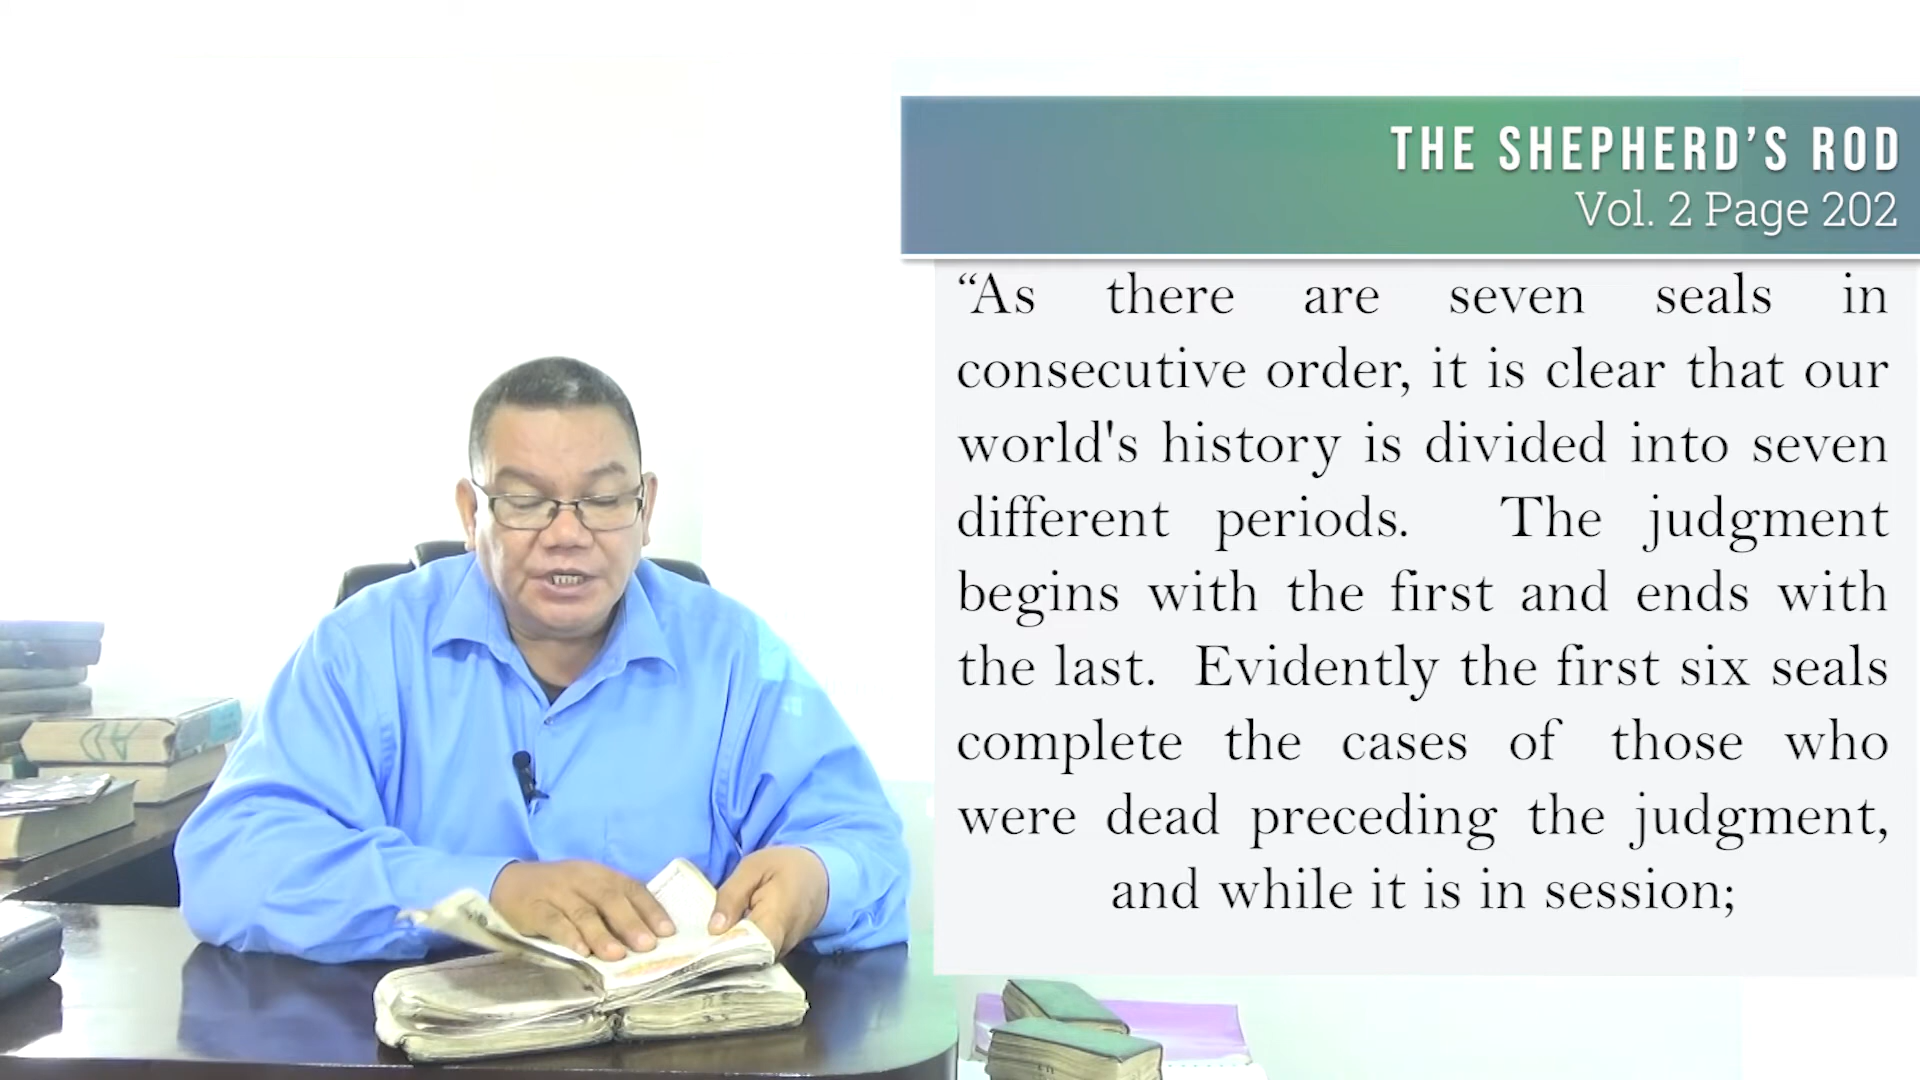 THE SHEPHERD’S ROD
Vol. 2 Page 202
“As there are seven seals in
consecutive order, it is clear that our
world's history is divided into seven
different periods. The judgment
begins with the first and ends with
the last. Evidently the first six seals
complete the cases of those who
were dead preceding the judgment,
and while it is in session;